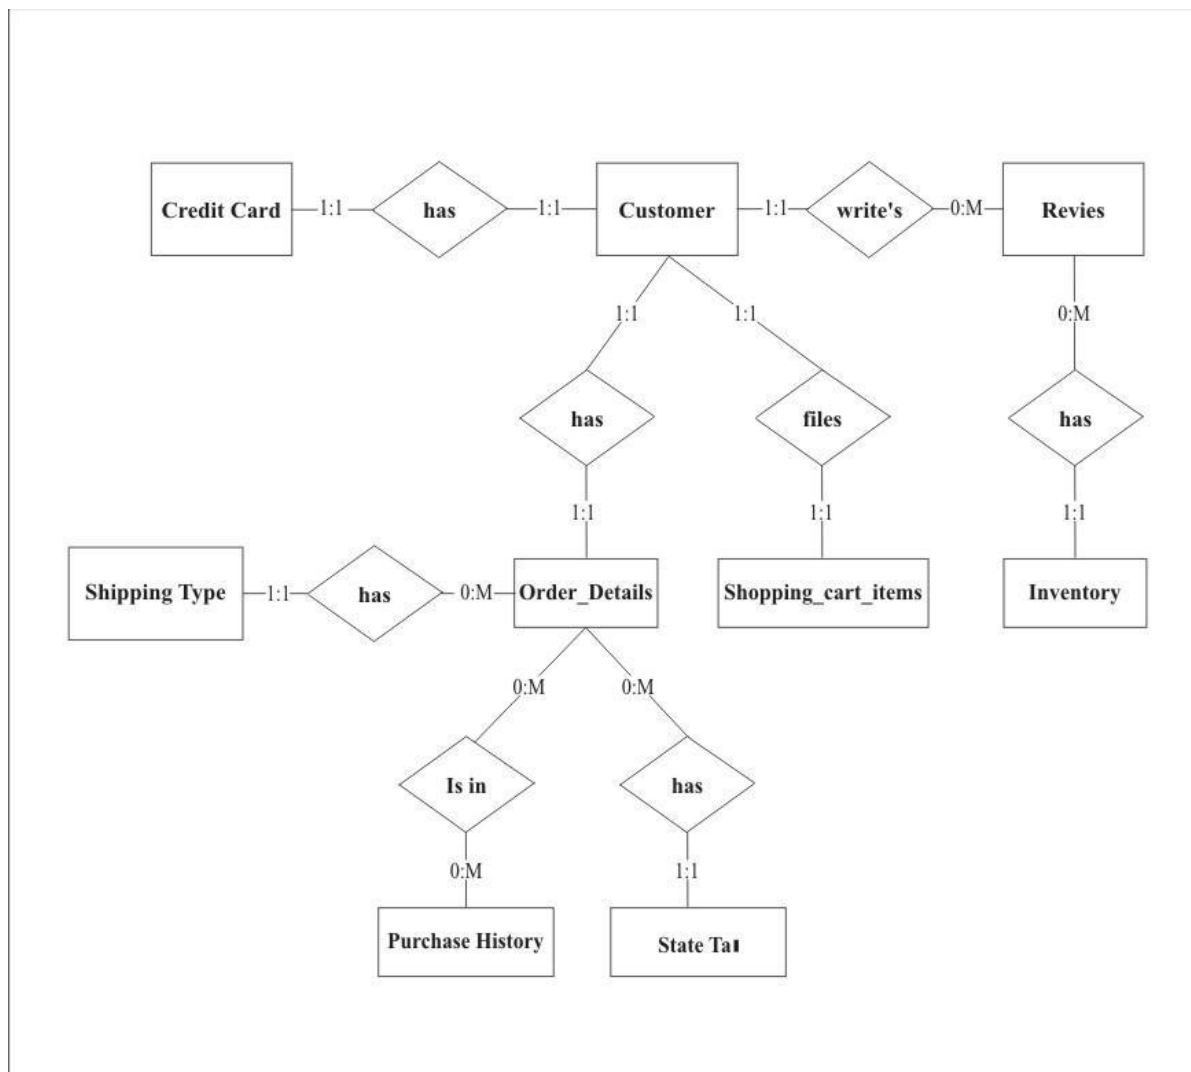 Credit Card
1:1
has
1:1
Customer
1:1
write's
0:M
Revies
1:1
1:1
0:M
has
files
has
1:1
1:1
1:1
Shipping Type
1:1
has
0:M
Order_Details
Shopping_cart_items
Inventory
0:M
0:M
Is in
has
0:M
1:1
Purchase History
State